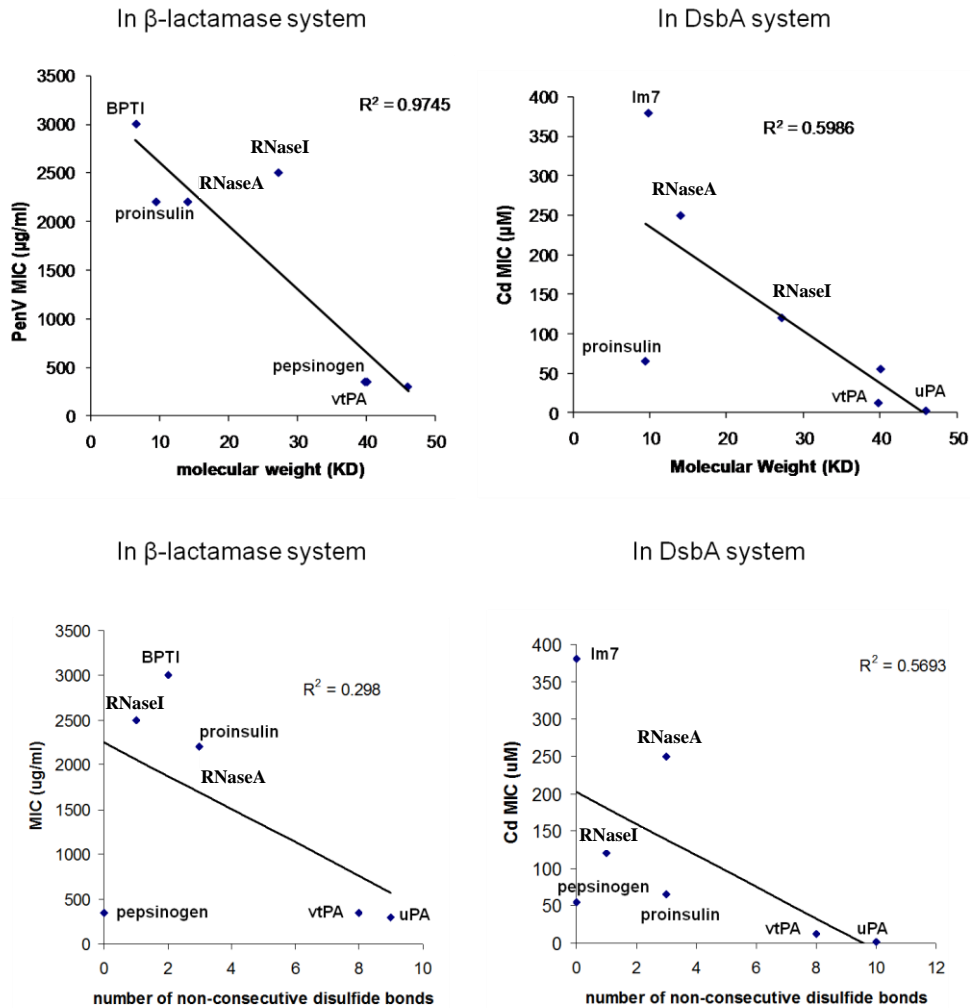 In β-lactamase system
In DsbA system
3500
3000
2500
2000
1500
1000
500
0
PenV MIC (µg/ml)
BPTI
R² = 0.9745
RNaseI
RNaseA
proinsulin
pepsinogen
vtPA
0 10 20 30 40 50
molecular weight (KD)
400
350
300
250
200
150
100
50
0
Cd MIC (µM)
Im7
R² = 0.5986
RNaseA
RNaseI
proinsulin
vtPA
uPA
0 10 20 30 40 50
Molecular Weight (KD)
In β-lactamase system
In DsbA system
3500
3000
2500
2000
1500
1000
500
0
MIC (ug/ml)
BPTI
R² = 0.298
RNaseI
proinsulin
RNaseA
pepsinogen
vtPA
uPA
0 2 4 6 8 10
number of non-consecutive disulfide bonds
400
350
300
250
200
150
100
50
0
Cd MIC (uM)
Im7
R² = 0.5693
RNaseA
RNaseI
pepsinogen
proinsulin
vtPA
uPA
0 2 4 6 8 10 12
number of non-consecutive disulfide bonds